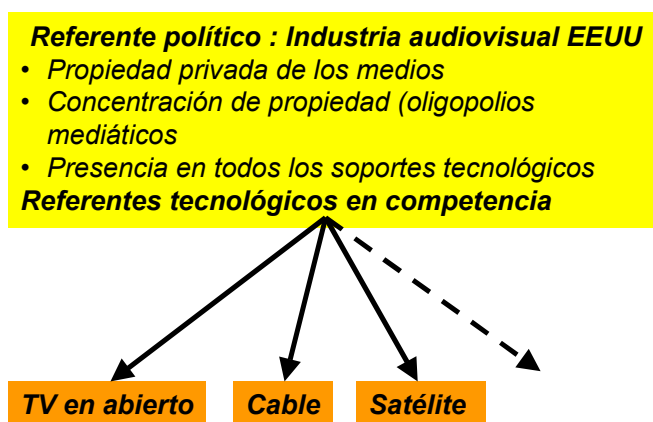 Referente político : Industria audiovisual EEUU
• Propiedad privada de los medios
• Concentración de propiedad (oligopolios
mediáticos
• Presencia en todos los soportes tecnológicos
Referentes tecnológicos en competencia
TV en abierto Cable Satélite